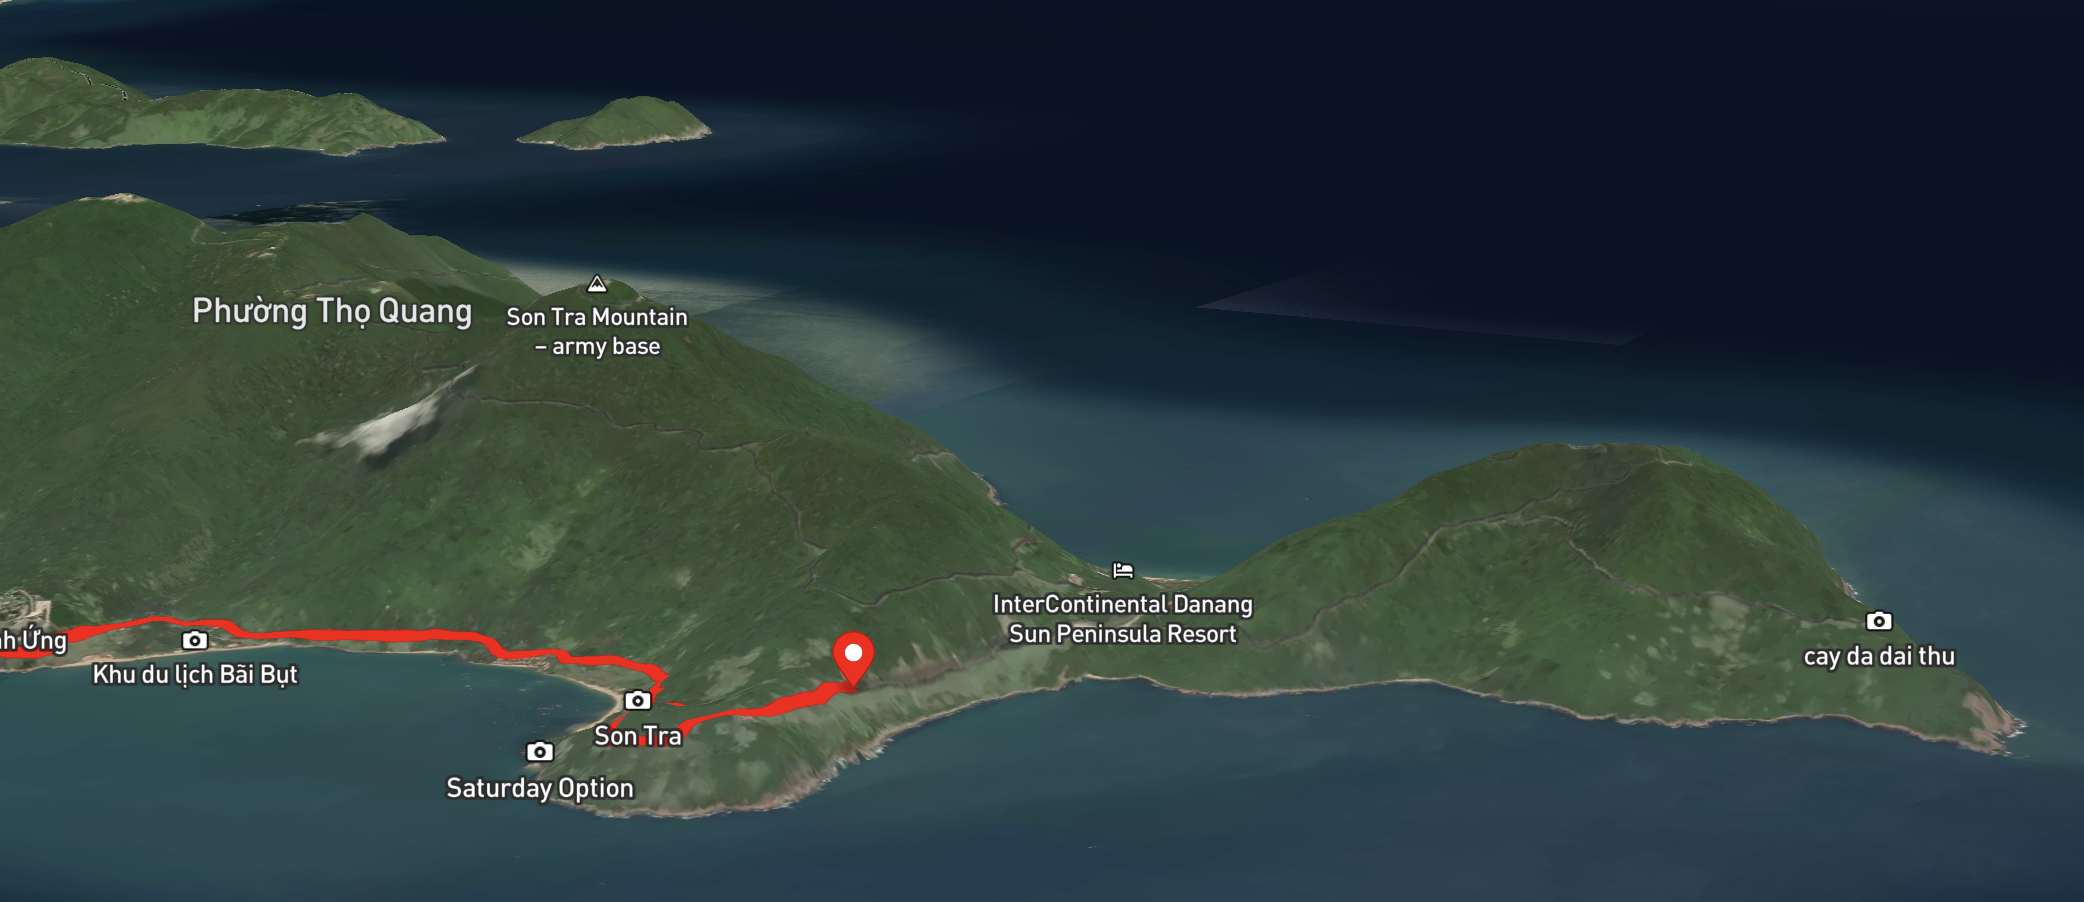 Phường Thọ Quang
Son Tra Mountain
– army base
InterContinental Danang
Sun Peninsula Resort
nh Ứng
Khu du lịch Bãi Bụt
cay da dai thu
Son Tra
Saturday Option